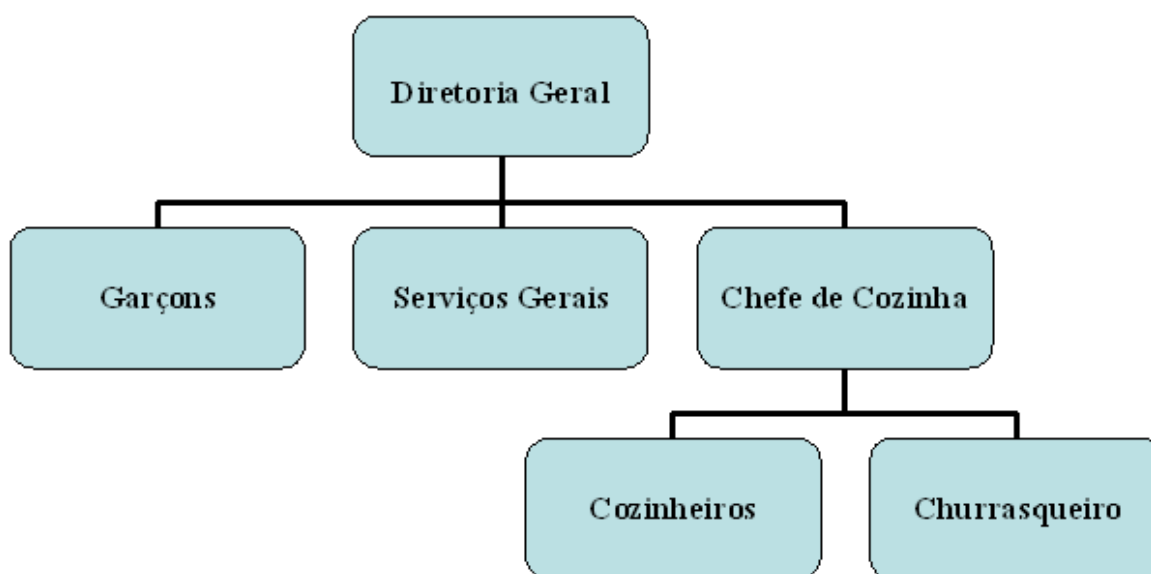 Diretoria Geral
Garçons
Serviços Gerais
Chefe de Cozinha
Cozinheiros
Churrasqueiro